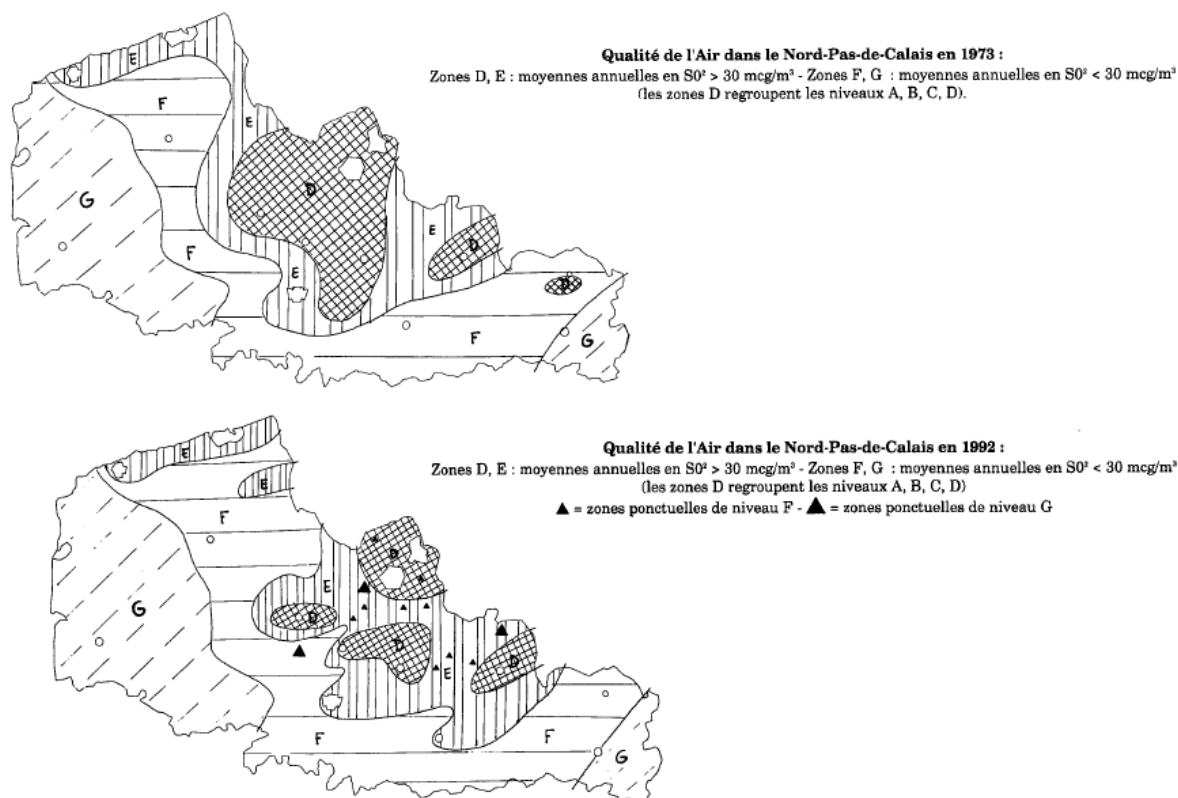 Qualité de l'Air dans le Nord-Pas-de-Calais en 1973 :
Zones D, E : moyennes annuelles en S0² > 30 mcg/m³ - Zones F, G : moyennes annuelles en S0² < 30 mcg/m³
(les zones D regroupent les niveaux A, B, C, D).
E
F
E
D
G
E
D
F
E
D
F
G
Qualité de l'Air dans le Nord-Pas-de-Calais en 1992 :
Zones D, E : moyennes annuelles en S0² > 30 mcg/m³ - Zones F, G : moyennes annuelles en S0² < 30 mcg/m³
(les zones D regroupent les niveaux A, B, C, D)
▲ = zones ponctuelles de niveau F - ▲ = zones ponctuelles de niveau G
E
E
F
D
E
G
D
D
D
E
F
F
G